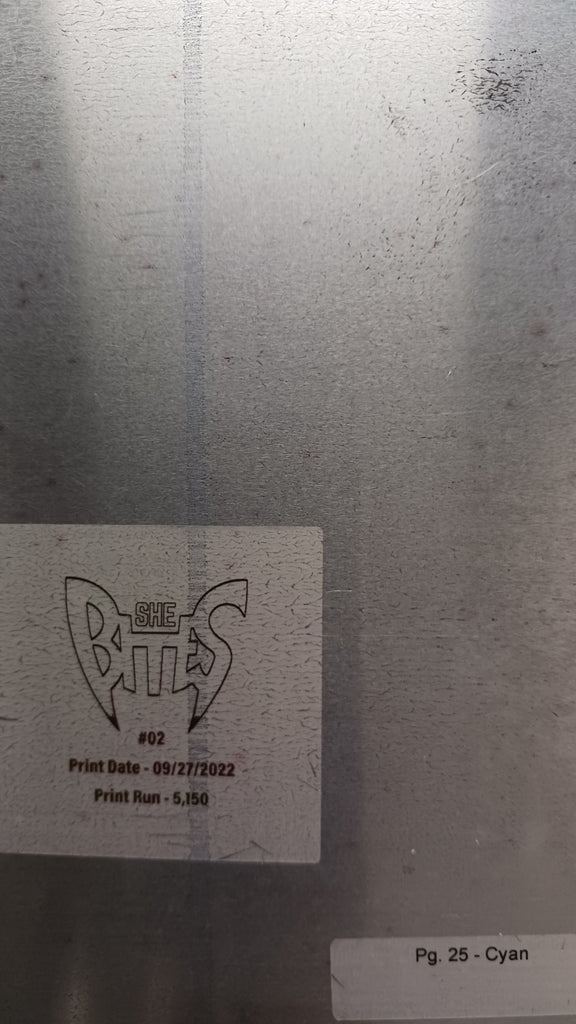 SHE
BITES
#02
Print Date - 09/27/2022
Print Run - 5,150
Pg. 25 - Cyan